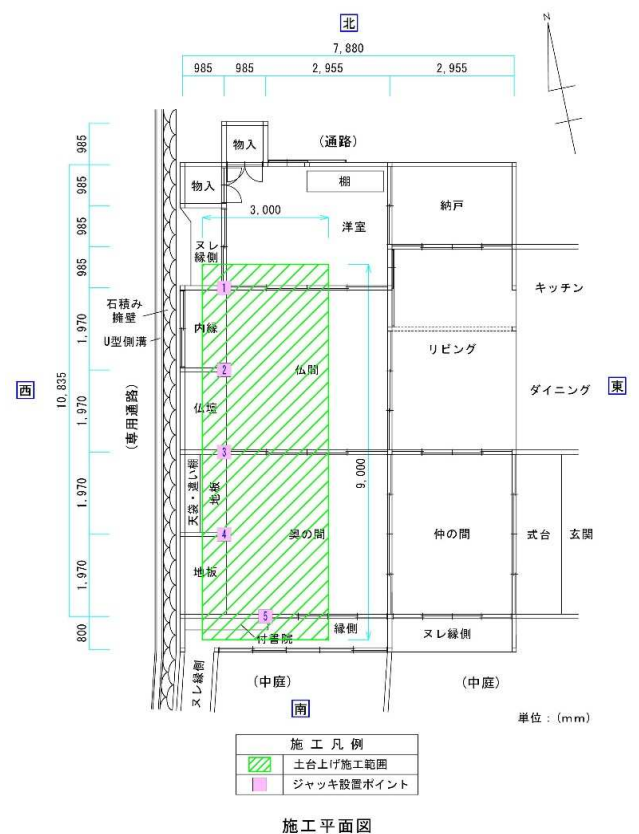 北
7,880
985
985
2,955
2,955
N
985
985
985
1,970
1,970
1,970
1,970
800
10,835
物入
(通路)
物入
棚
納戸
3,000
洋室
ヌレ
縁側
1
キッチン
石積み
擁壁
U型側溝
内縁
リビング
2
仏間
西
東
仏壇
ダイニング
(専用通路)
3
9,000
天袋・違い棚
地板
4
奥の間
仲の間
式台
玄関
地板
5
縁側
ヌレ縁側
付書院
ヌレ縁側
(中庭)
(中庭)
南
単位:(mm)
施工凡例
土台上げ施工範囲
ジャッキ設置ポイント
施工平面図